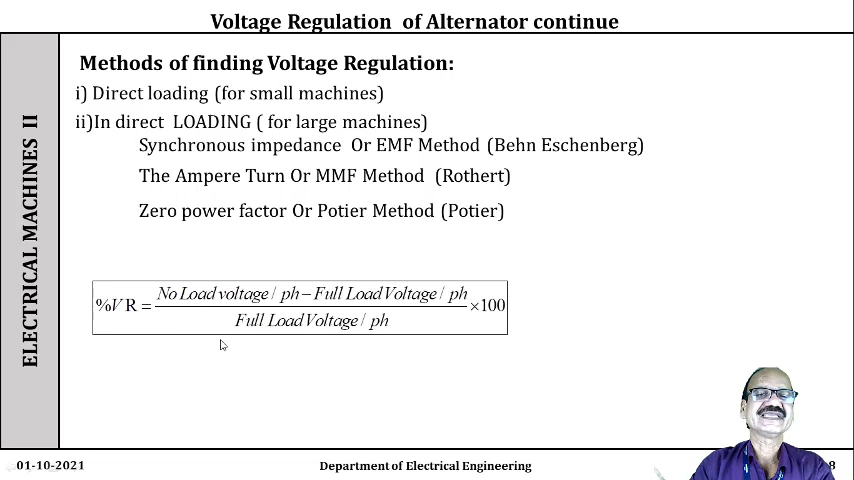 Voltage Regulation of Alternator continue
ELECTRICAL MACHINES II
Methods of finding Voltage Regulation:
i) Direct loading (for small machines)
ii)In direct LOADING ( for large machines)
Synchronous impedance Or EMF Method (Behn Eschenberg)
The Ampere Turn Or MMF Method (Rothert)
Zero power factor Or Potier Method (Potier)
%V R = No Load voltage / ph − Full Load Voltage / ph ×100
Full Load Voltage / ph
01-10-2021
Department of Electrical Engineering
8